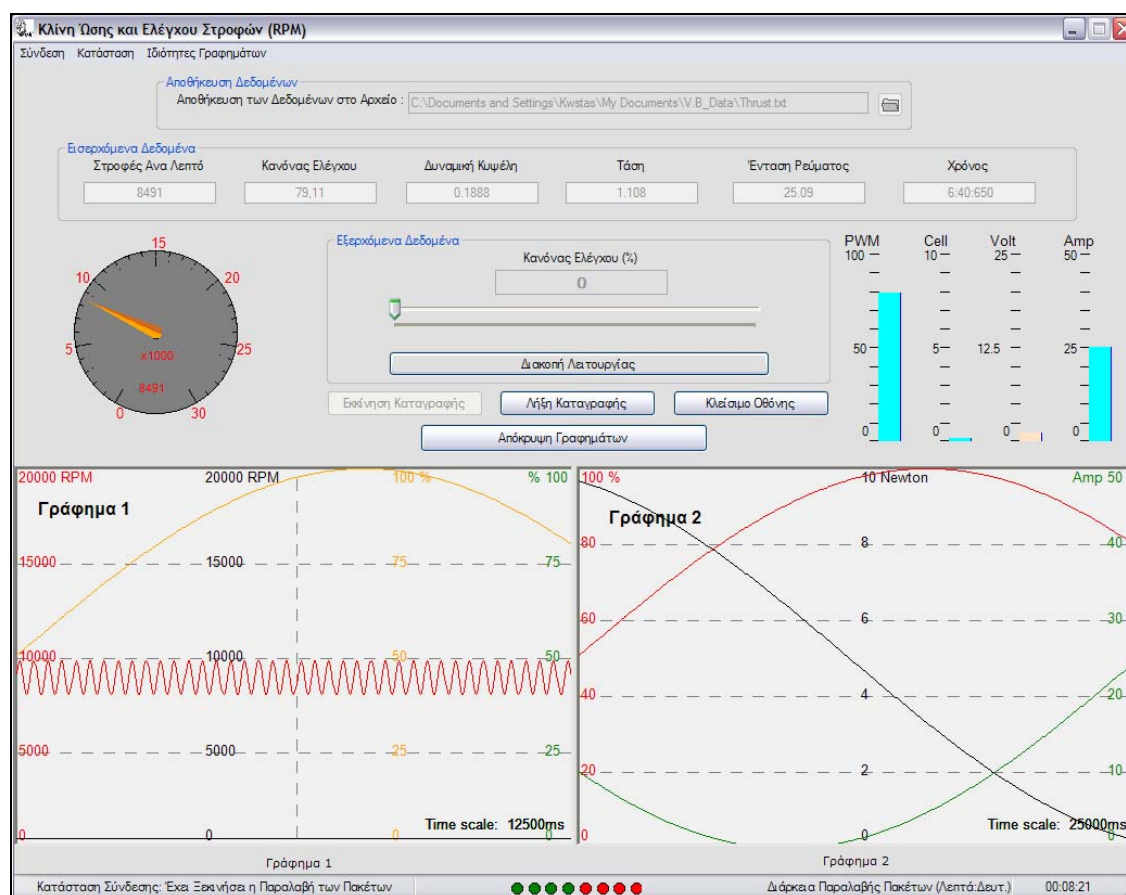 Κλίνη Ώσης και Ελέγχου Στροφών (RPM)
Σύνδεση Κατάσταση Ιδιότητες Γραφημάτων
Αποθήκευση Δεδομένων
Αποθήκευση των Δεδομένων στο Αρχείο : C:\Documents and Settings\Kwstas\My Documents\V.B_Data\Thrust.txt
Εισερχόμενα Δεδομένα
Στροφές Ανα Λεπτό Κανόνας Ελέγχου Δυναμική Κυψέλη Τάση Ένταση Ρεύματος Χρόνος
8491 79,11 0.1888 1.108 25.09 6:40:650
Εξερχόμενα Δεδομένα
Κανόνας Ελέγχου (%)
0
Διακοπή Λειτουργίας
Εκκίνηση Καταγραφής Λήξη Καταγραφής Κλείσιμο Οθόνης
Απόκρυψη Γραφημάτων
0 5 10 15 20 25 30
x1000
8491
PWM Cell Volt Amp
100 10 25 50
50 5 12.5 25
0 0 0 0
20000 RPM 20000 RPM 100 % % 100
Γράφημα 1
15000 15000 75 75
10000 10000 50 50
5000 5000 25 25
Time scale: 12500ms
0 0 0 0
100 % 10 Newton Amp 50
Γράφημα 2
80 8 40
60 6 30
40 4 20
20 2 10
Time scale: 25000ms
0 0 0
Γράφημα 1 Γράφημα 2
Κατάσταση Σύνδεσης: Έχει Ξεκινήσει η Παραλαβή των Πακέτων Διάρκεια Παραλαβής Πακέτων (Λεπτά:Δευτ.) 00:08:21